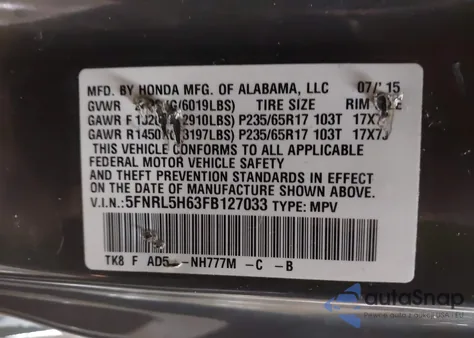 MFD. BY HONDA MFG. OF ALABAMA, LLC 07/'15
GVWR (6019LBS) TIRE SIZE RIM
GAWR F (2910LBS) P235/65R17 103T
GAWR R (3197LBS) P235/65R17 103T
THIS VEHICLE CONFORMS TO ALL APPLICABLE
FEDERAL MOTOR VEHICLE SAFETY
AND THEFT PREVENTION STANDARDS IN EFFECT
ON THE DATE OF MANUFACTURE SHOWN ABOVE.
V.I.N.: 5FNRL5H63FB127033 TYPE: MPV
TK8 F NH777M -C -B
autoSnap